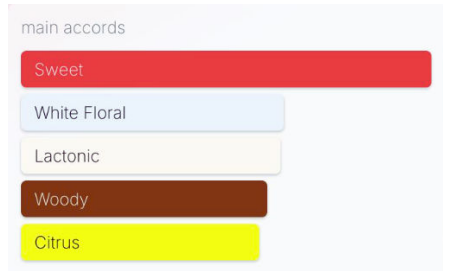 main accords
Sweet
White Floral
Lactonic
Woody
Citrus